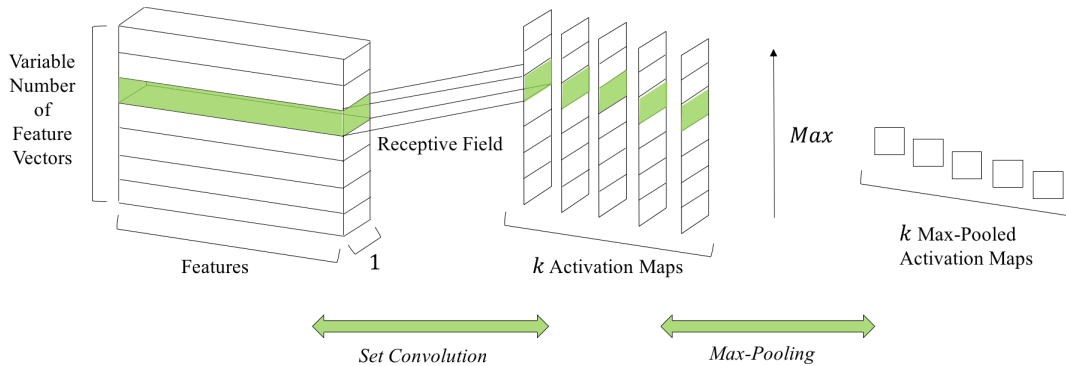 Variable
Number
of
Feature
Vectors
Features
1
Receptive Field
k Activation Maps
Max
k Max-Pooled
Activation Maps
Set Convolution
Max-Pooling